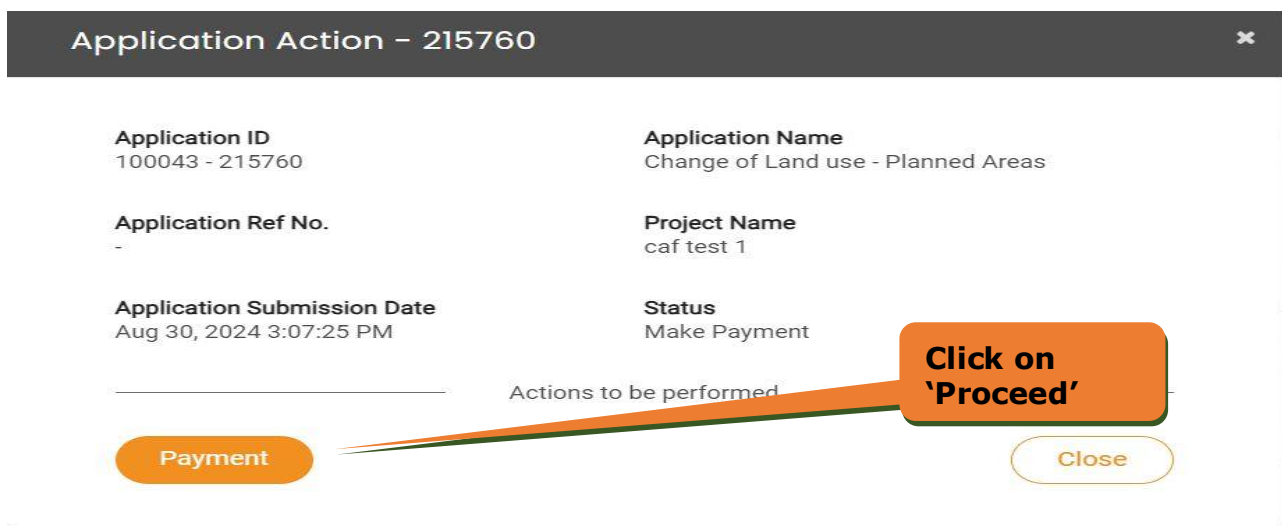 Application Action - 215760 ✖
Application ID
100043 - 215760
Application Name
Change of Land use - Planned Areas
Application Ref No.
-
Project Name
caf test 1
Application Submission Date
Aug 30, 2024 3:07:25 PM
Status
Make Payment
Click on
‘Proceed’
Actions to be performed
Payment
Close